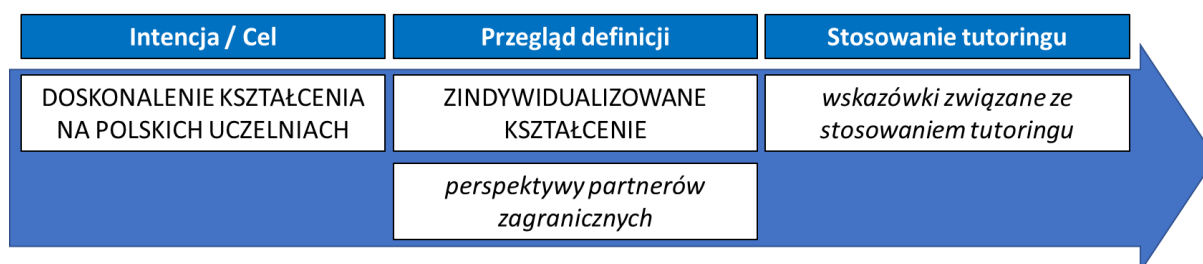 Intencja / Cel
Przegląd definicji
Stosowanie tutoringu
DOSKONALENIE KSZTAŁCENIA
NA POLSKICH UCZELNIACH
ZINDYWIDUALIZOWANE
KSZTAŁCENIE
wskazówki związane ze
stosowaniem tutoringu
perspektywy partnerów
zagranicznych